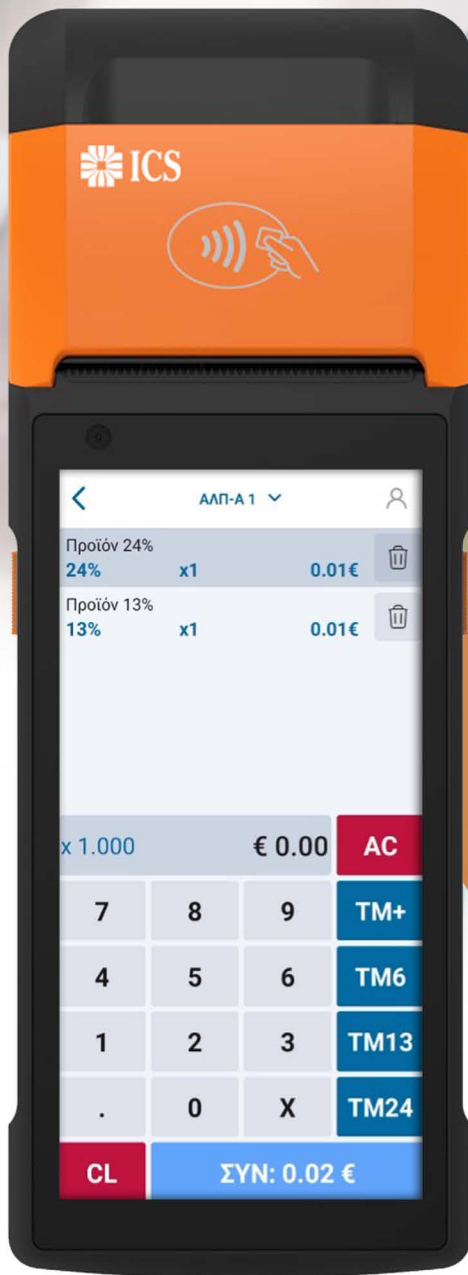 ICS
ΑΛΠ-Α 1
Προϊόν 24%
24% x1 0.01€
Προϊόν 13%
13% x1 0.01€
x 1.000 € 0.00 AC
7 8 9 TM+
4 5 6 TM6
1 2 3 TM13
. 0 X TM24
CL ΣΥΝ: 0.02 €